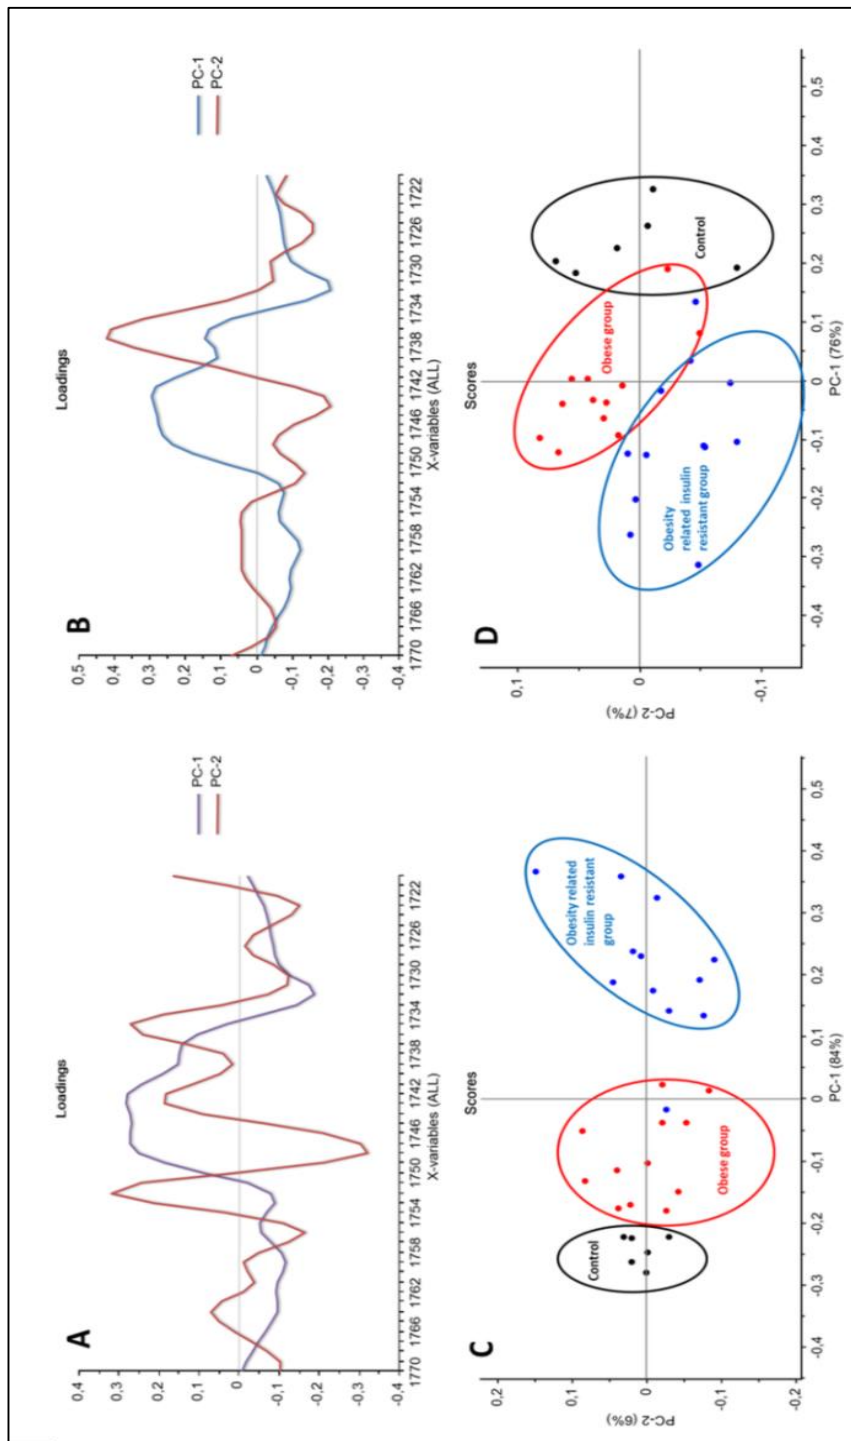 A
Loadings
PC-1
PC-2
0,4
0,3
0,2
0,1
0
-0,1
-0,2
-0,3
-0,4
1770 1766 1762 1758 1754 1750 1746 1742 1738 1734 1730 1726 1722
X-variables (ALL)
B
Loadings
PC-1
PC-2
0,5
0,4
0,3
0,2
0,1
0
-0,1
-0,2
-0,3
-0,4
1770 1766 1762 1758 1754 1750 1746 1742 1738 1734 1730 1726 1722
X-variables (ALL)
C
Scores
PC-2 (6%)
0,2
0,1
0
-0,1
-0,2
Control
Obese group
Obesity related
insulin resistant
group
-0,4 -0,3 -0,2 -0,1 0 0,1 0,2 0,3 0,4 0,5
PC-1 (84%)
D
Scores
PC-2 (7%)
0,1
0
-0,1
Obesity
related insulin
resistant group
Obese group
Control
-0,4 -0,3 -0,2 -0,1 0 0,1 0,2 0,3 0,4 0,5
PC-1 (76%)